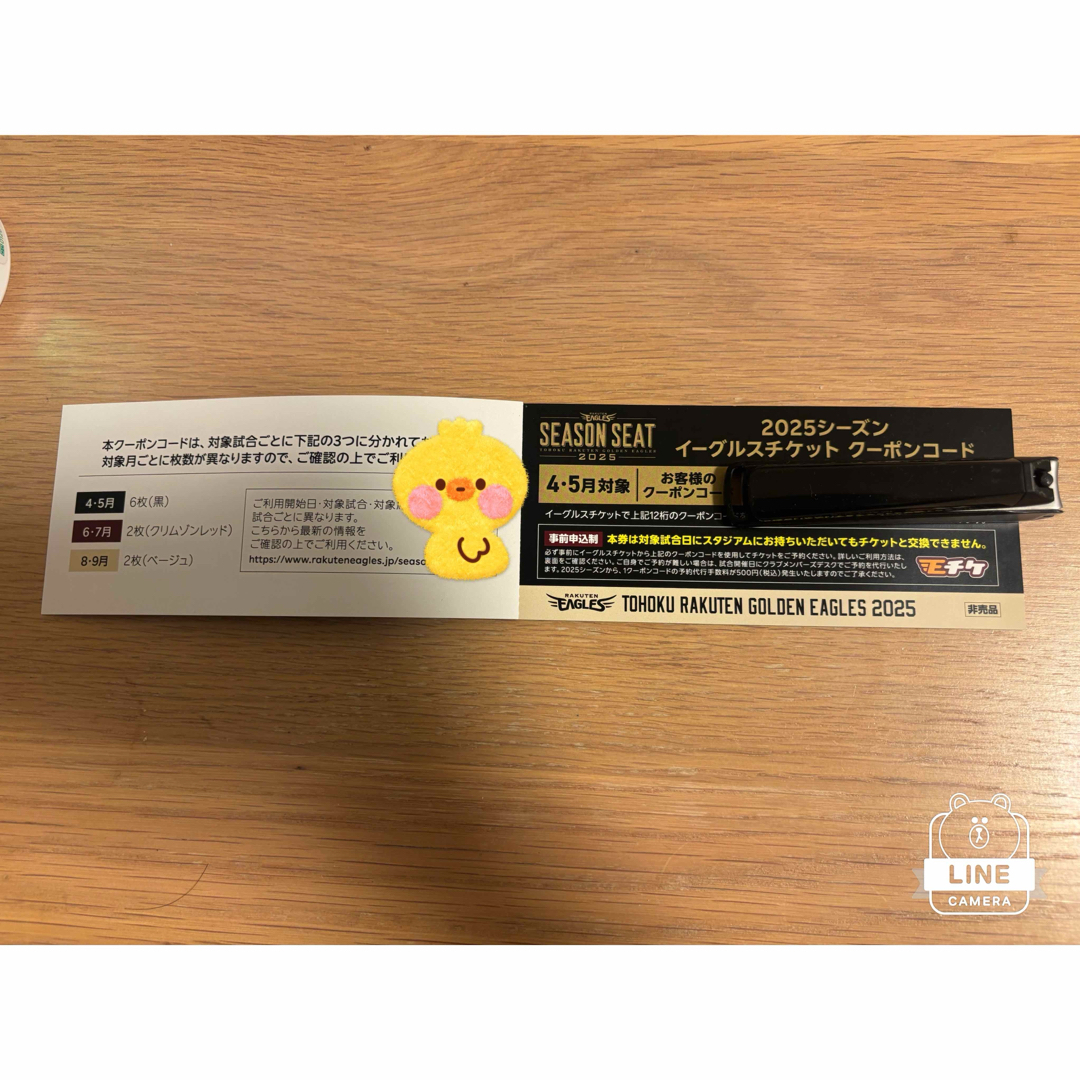 本クーポンコードは、対象試合ごとに下記の3つに分かれて
対象月ごとに枚数が異なりますので、ご確認の上でご利
4・5月 6枚(黒)
6・7月 2枚(クリムゾンレッド)
8・9月 2枚(ベージュ)
ご利用開始日・対象試合・対象
試合ごとに異なります。
こちらから最新の情報を
ご確認の上でご利用ください。
https://www.rakuteneagles.jp/seaso
RAKUTEN
EAGLES
SEASON SEAT
TOHOKU RAKUTEN GOLDEN EAGLES
2025
2025シーズン
イーグルスチケット クーポンコード
4・5月対象
お客様の
クーポンコー
イーグルスチケットで上記12桁のクーポンコー
事前申込制 本券は対象試合日にスタジアムにお持ちいただいてもチケットと交換できません。
必ず事前にイーグルスチケットから上記のクーポンコードを使用してチケットをご予約ください。詳しいご利用方法は、
裏面をご確認ください。ご自身でご予約が難しい場合は、試合開催日にクラブメンバーズデスクでご予約を代行いたし
ます。2025シーズンから、1クーポンコードの予約代行手数料が500円(税込)発生いたしますのでご了承ください。
モチケ
RAKUTEN
EAGLES TOHOKU RAKUTEN GOLDEN EAGLES 2025
非売品
LINE
CAMERA